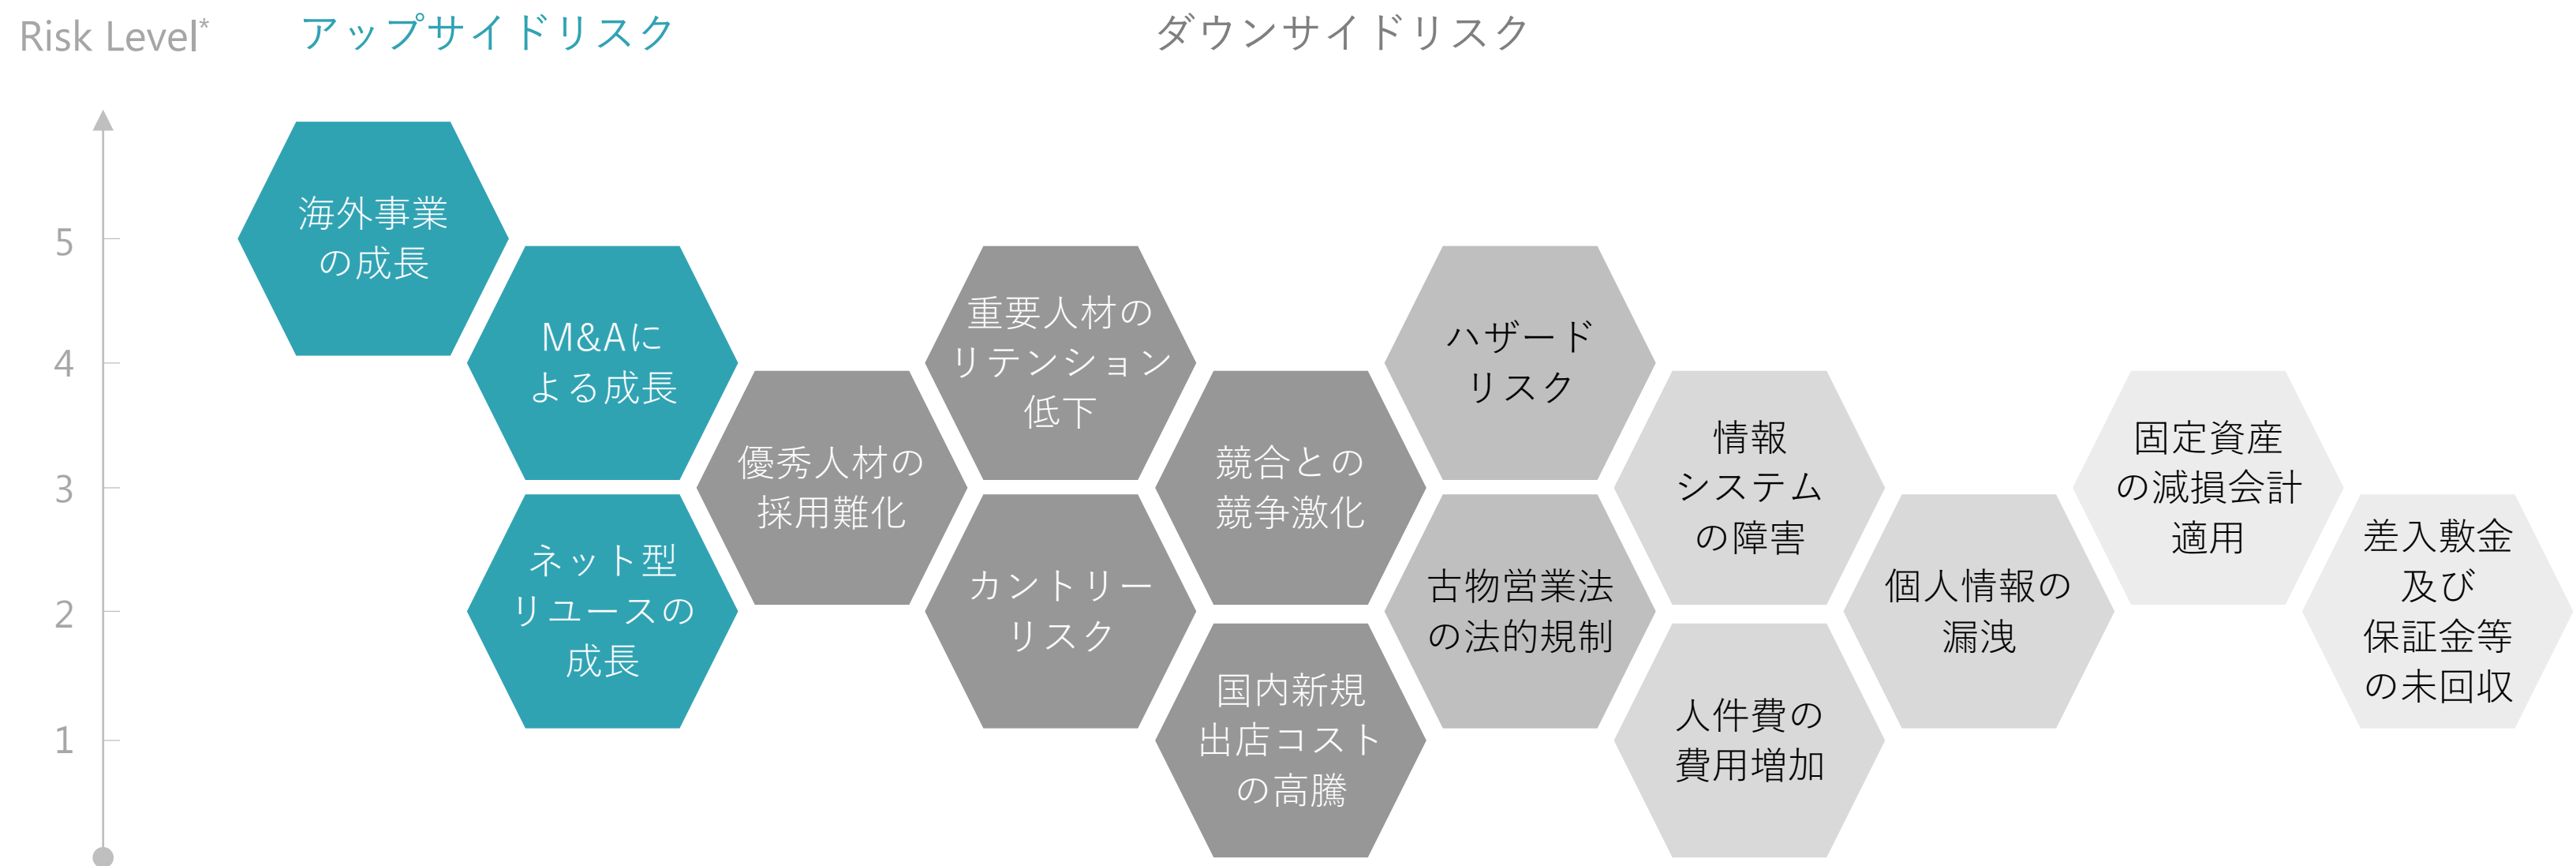 Risk Level*
アップサイドリスク
ダウンサイドリスク
5
4
3
2
1
海外事業
の成長
M&Aに
よる成長
ネット型
リユースの
成長
優秀人材の
採用難化
重要人材の
リテンション
低下
カントリー
リスク
競合との
競争激化
国内新規
出店コスト
の高騰
ハザード
リスク
古物営業法
の法的規制
情報
システム
の障害
人件費の
費用増加
個人情報の
漏洩
固定資産
の減損会計
適用
差入敷金
及び
保証金等
の未回収